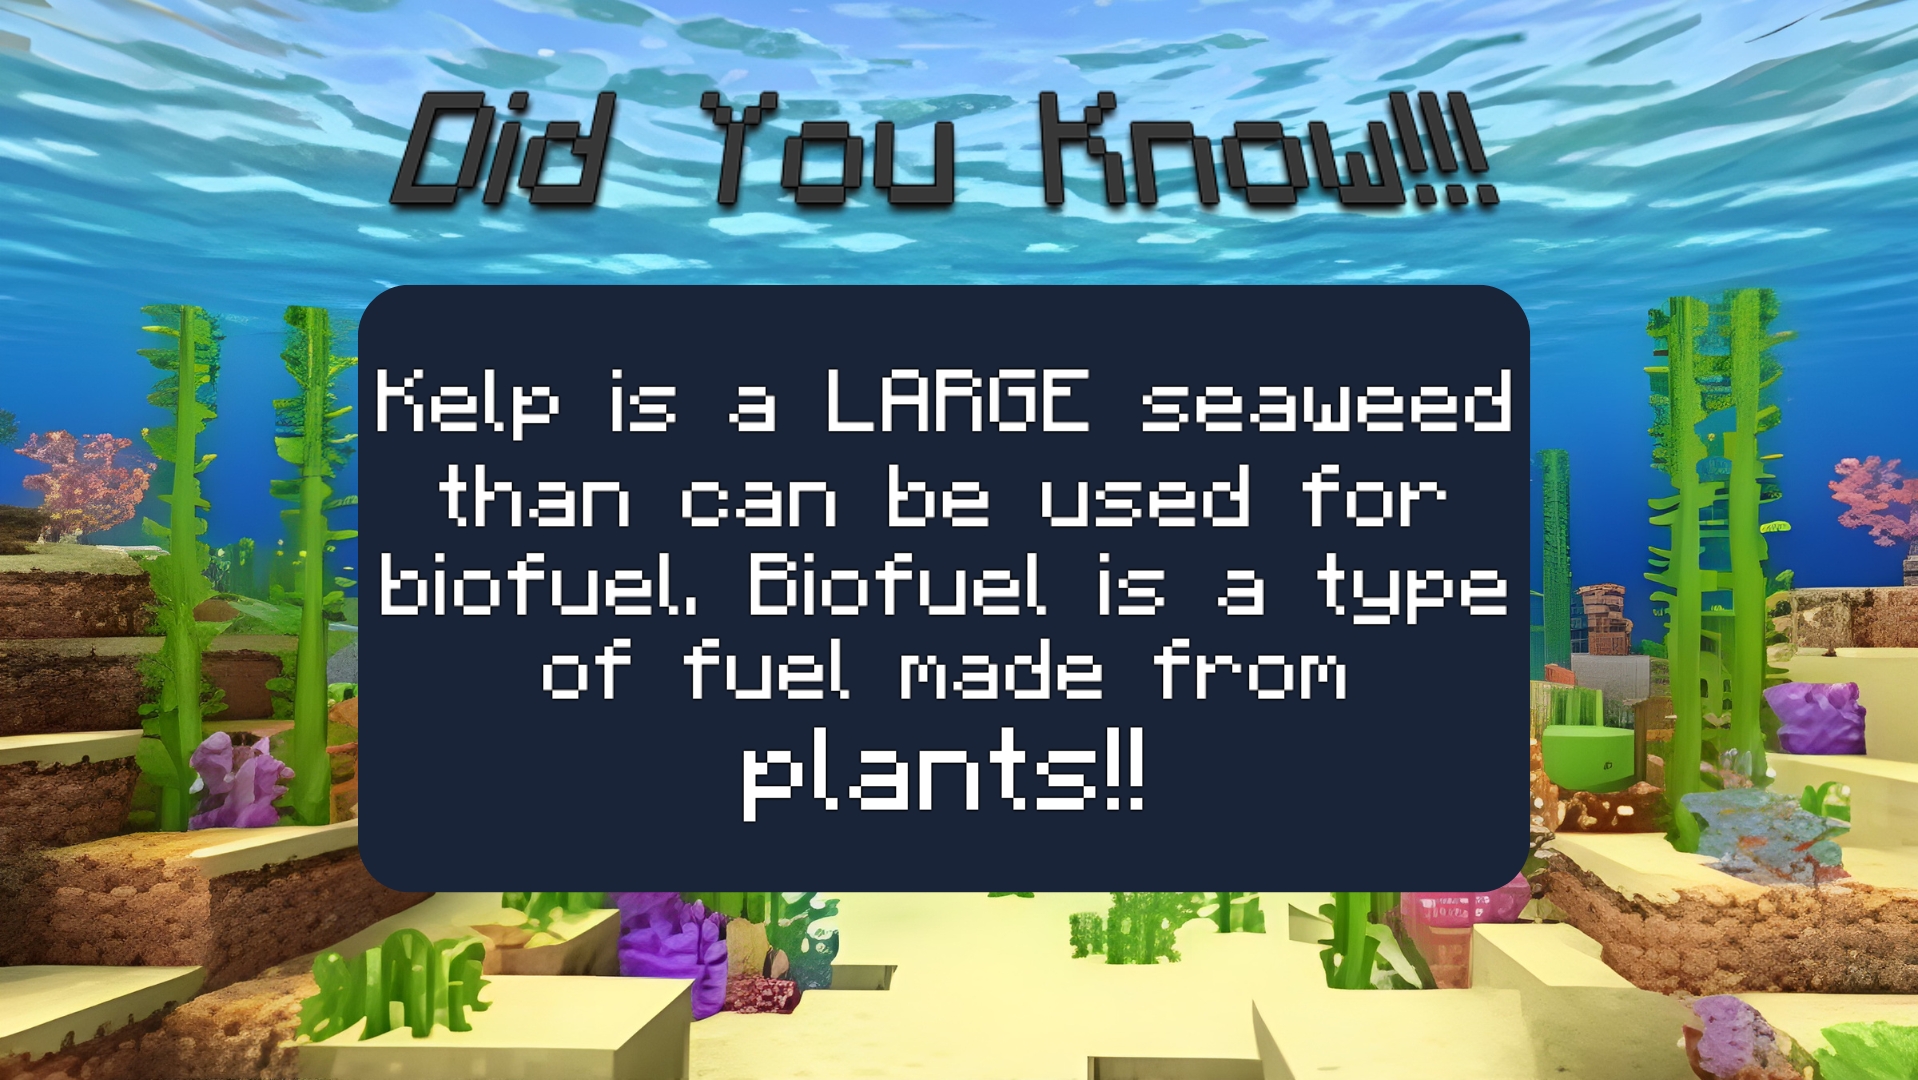 Did You Know!!!
Kelp is a LARGE seaweed
than can be used for
biofuel. Biofuel is a type
of fuel made from
plants!!